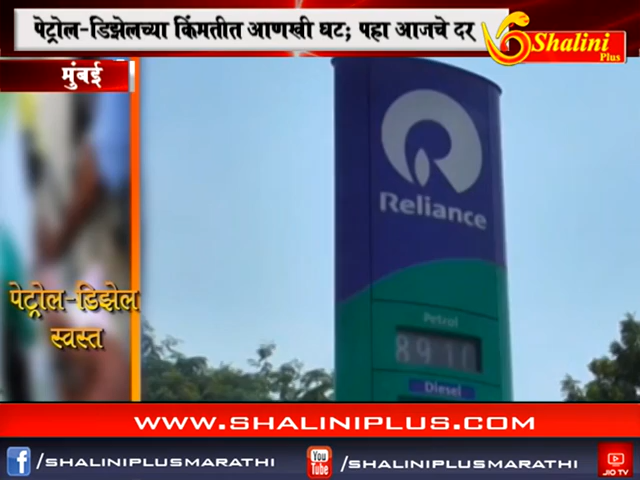 पेट्रोल-डिझेलच्या किंमतीत आणखी घट; पहा आजचे दर
Shalini
Plus
मुंबई
Reliance
पेट्रोल-डिझेल
स्वस्त
Petrol
Diesel
WWW.SHALINIPLUS.COM
/SHALINIPLUSMARATHI
You Tube /SHALINIPLUSMARATHI
JIO TV